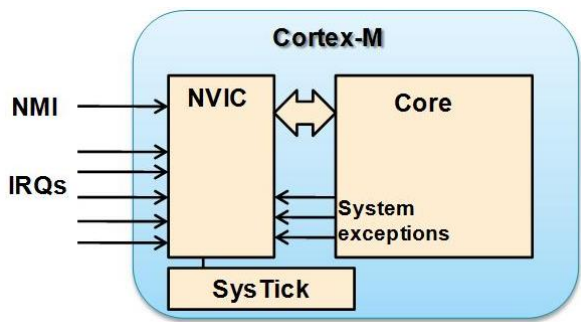 Cortex-M
NMI
NVIC
Core
IRQs
System
exceptions
SysTick